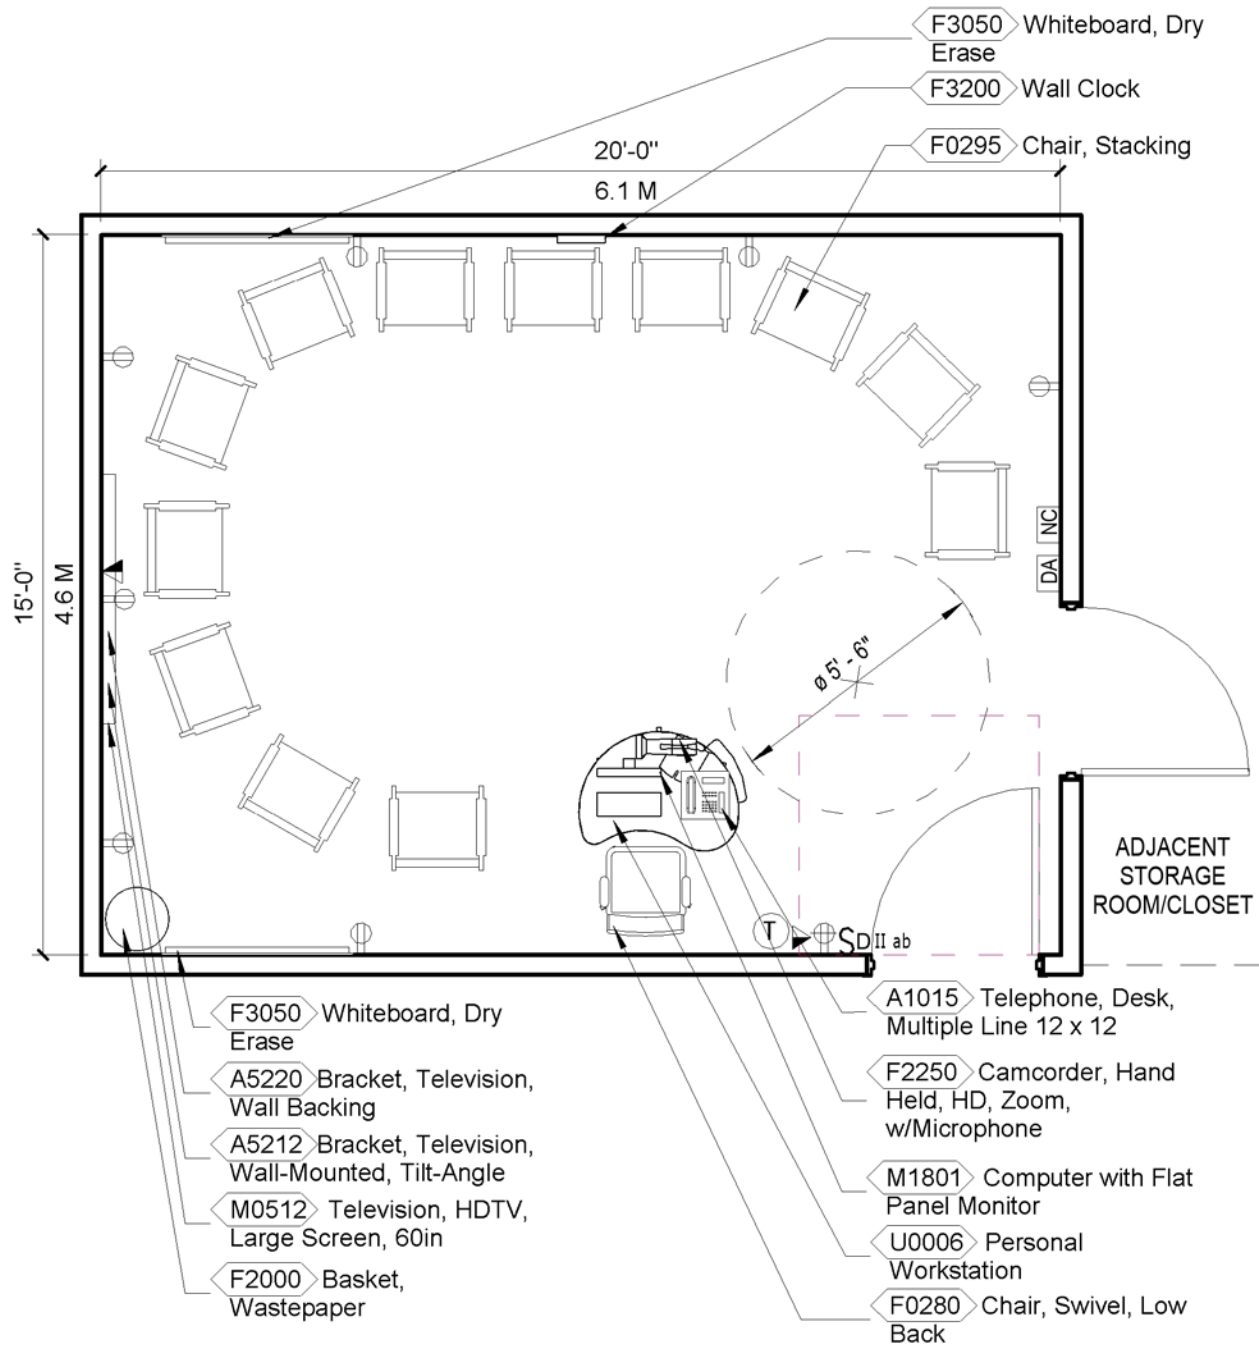 F3050 Whiteboard, Dry
Erase
F3200 Wall Clock
F0295 Chair, Stacking
20'-0"
6.1 M
15'-0"
4.6 M
NC
DA
ø 5' - 6"
ADJACENT
STORAGE
ROOM/CLOSET
T
SD II ab
F3050 Whiteboard, Dry
Erase
A5220 Bracket, Television,
Wall Backing
A5212 Bracket, Television,
Wall-Mounted, Tilt-Angle
M0512 Television, HDTV,
Large Screen, 60in
F2000 Basket,
Wastepaper
A1015 Telephone, Desk,
Multiple Line 12 x 12
F2250 Camcorder, Hand
Held, HD, Zoom,
w/Microphone
M1801 Computer with Flat
Panel Monitor
U0006 Personal
Workstation
F0280 Chair, Swivel, Low
Back